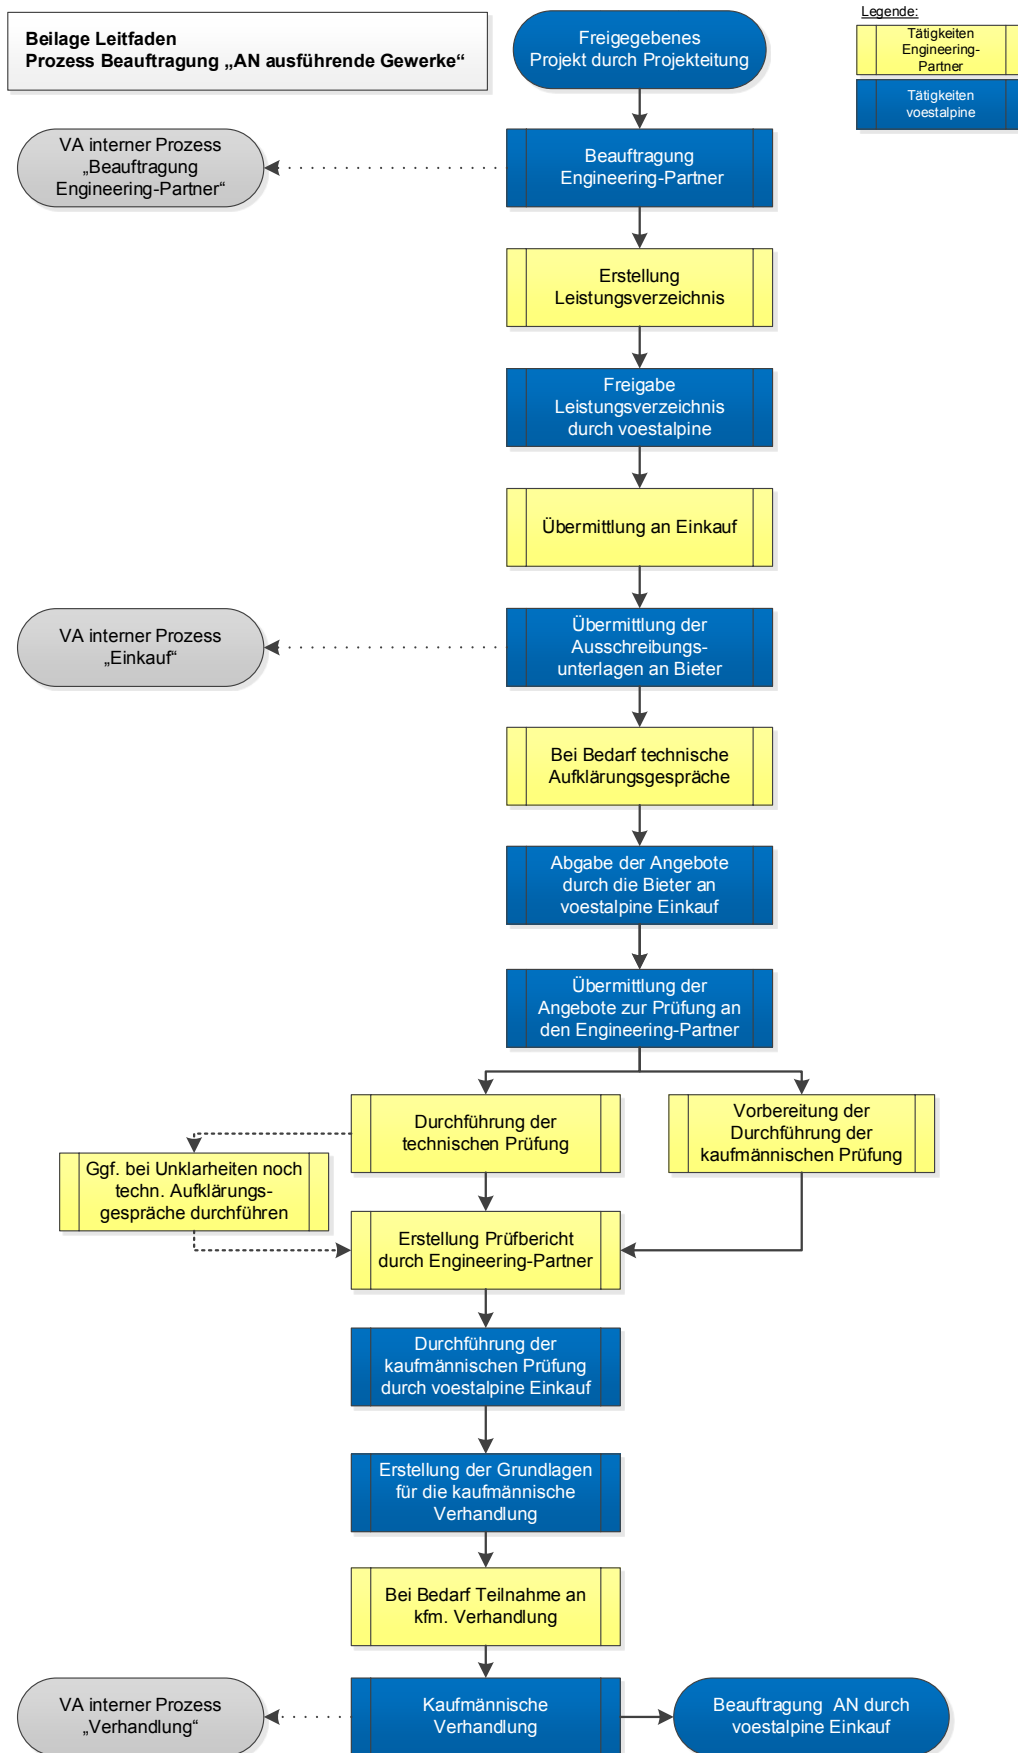 Beilage Leitfaden
Prozess Beauftragung „AN ausführende Gewerke“
Freigegebenes
Projekt durch Projekteitung
Legende:
Tätigkeiten
Engineering-
Partner
Tätigkeiten
voestalpine
VA interner Prozess
„Beauftragung
Engineering-Partner“
Beauftragung
Engineering-Partner
Erstellung
Leistungsverzeichnis
Freigabe
Leistungsverzeichnis
durch voestalpine
Übermittlung an Einkauf
VA interner Prozess
„Einkauf“
Übermittlung der
Ausschreibungs-
unterlagen an Bieter
Bei Bedarf technische
Aufklärungsgespräche
Abgabe der Angebote
durch die Bieter an
voestalpine Einkauf
Übermittlung der
Angebote zur Prüfung an
den Engineering-Partner
Durchführung der
technischen Prüfung
Vorbereitung der
Durchführung der
kaufmännischen Prüfung
Ggf. bei Unklarheiten noch
techn. Aufklärungs-
gespräche durchführen
Erstellung Prüfbericht
durch Engineering-Partner
Durchführung der
kaufmännischen Prüfung
durch voestalpine Einkauf
Erstellung der Grundlagen
für die kaufmännische
Verhandlung
Bei Bedarf Teilnahme an
kfm. Verhandlung
VA interner Prozess
„Verhandlung“
Kaufmännische
Verhandlung
Beauftragung AN durch
voestalpine Einkauf